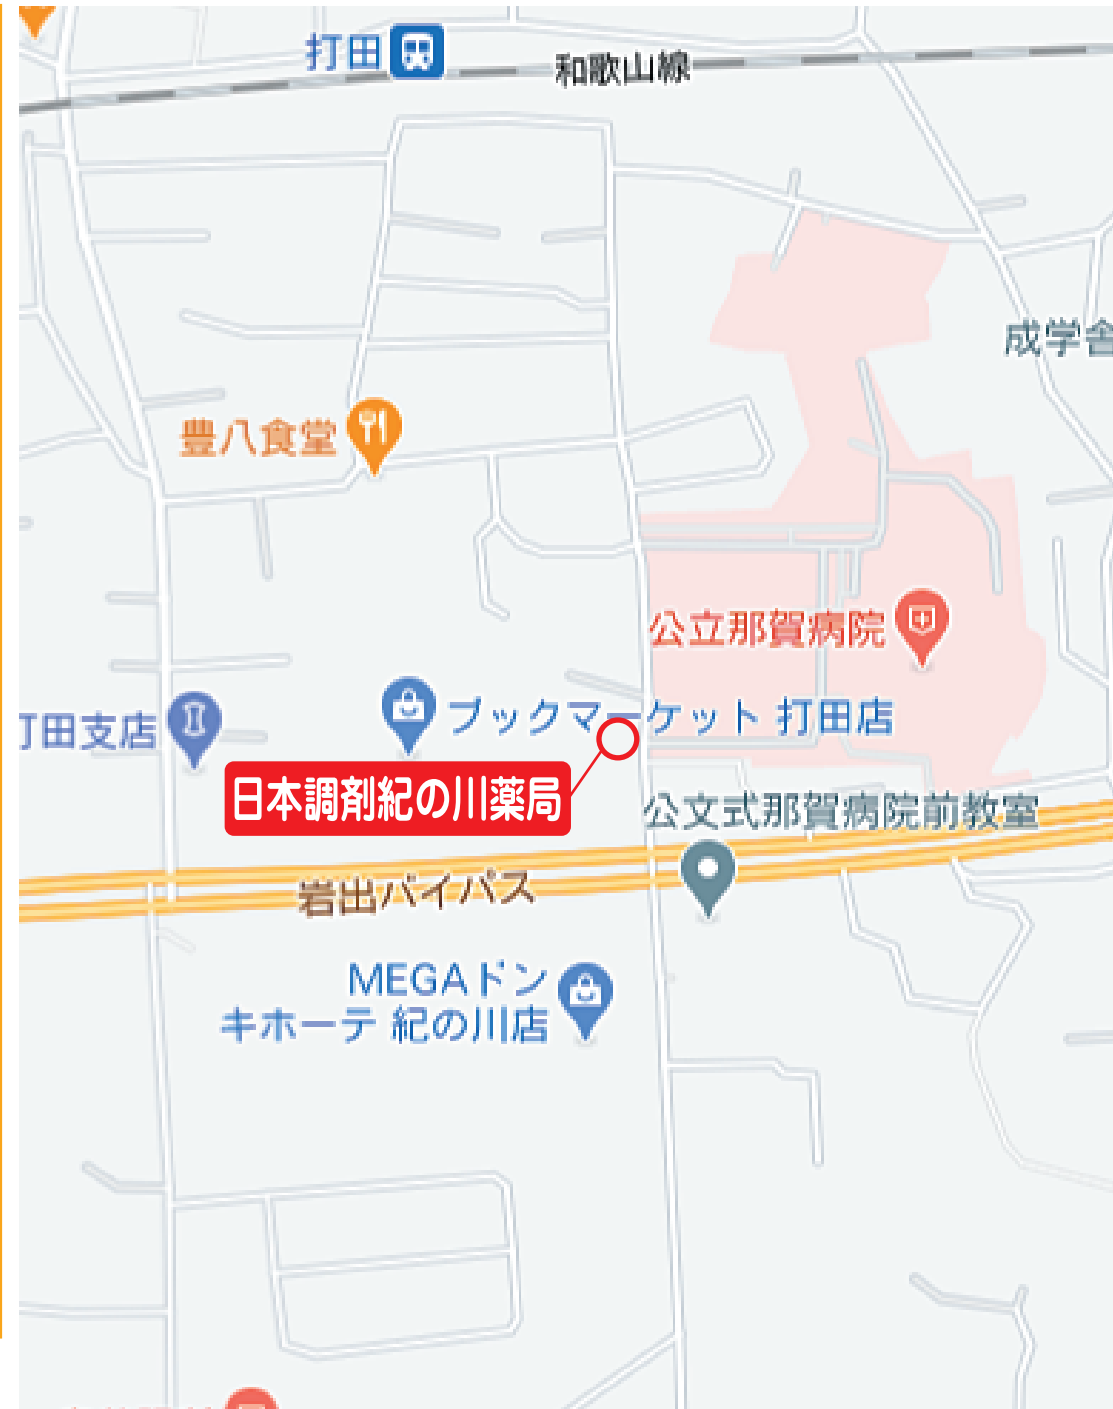 打田
和歌山線
成学舎
豊八食堂
公立那賀病院
ブックマーケット 打田店
打田支店
日本調剤紀の川薬局
公文式那賀病院前教室
岩出バイパス
MEGAドン
キホーテ 紀の川店